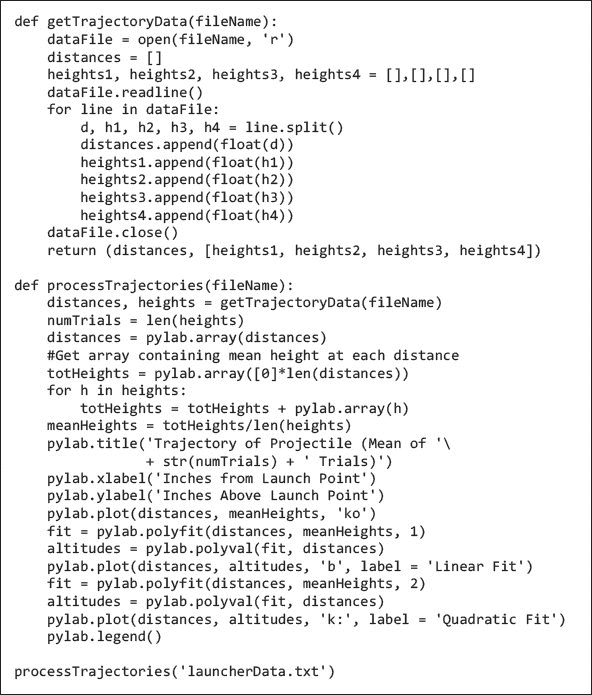 def getTrajectoryData(fileName):
    dataFile = open(fileName, 'r')
    distances = []
    heights1, heights2, heights3, heights4 = [],[],[],[]
    dataFile.readline()
    for line in dataFile:
        d, h1, h2, h3, h4 = line.split()
        distances.append(float(d))
        heights1.append(float(h1))
        heights2.append(float(h2))
        heights3.append(float(h3))
        heights4.append(float(h4))
    dataFile.close()
    return (distances, [heights1, heights2, heights3, heights4])

def processTrajectories(fileName):
    distances, heights = getTrajectoryData(fileName)
    numTrials = len(heights)
    distances = pylab.array(distances)
    #Get array containing mean height at each distance
    totHeights = pylab.array([0]*len(distances))
    for h in heights:
        totHeights = totHeights + pylab.array(h)
    meanHeights = totHeights/len(heights)
    pylab.title('Trajectory of Projectile (Mean of '\
                + str(numTrials) + ' Trials)')
    pylab.xlabel('Inches from Launch Point')
    pylab.ylabel('Inches Above Launch Point')
    pylab.plot(distances, meanHeights, 'ko')
    fit = pylab.polyfit(distances, meanHeights, 1)
    altitudes = pylab.polyval(fit, distances)
    pylab.plot(distances, altitudes, 'b', label = 'Linear Fit')
    fit = pylab.polyfit(distances, meanHeights, 2)
    altitudes = pylab.polyval(fit, distances)
    pylab.plot(distances, altitudes, 'k:', label = 'Quadratic Fit')
    pylab.legend()

processTrajectories('launcherData.txt')